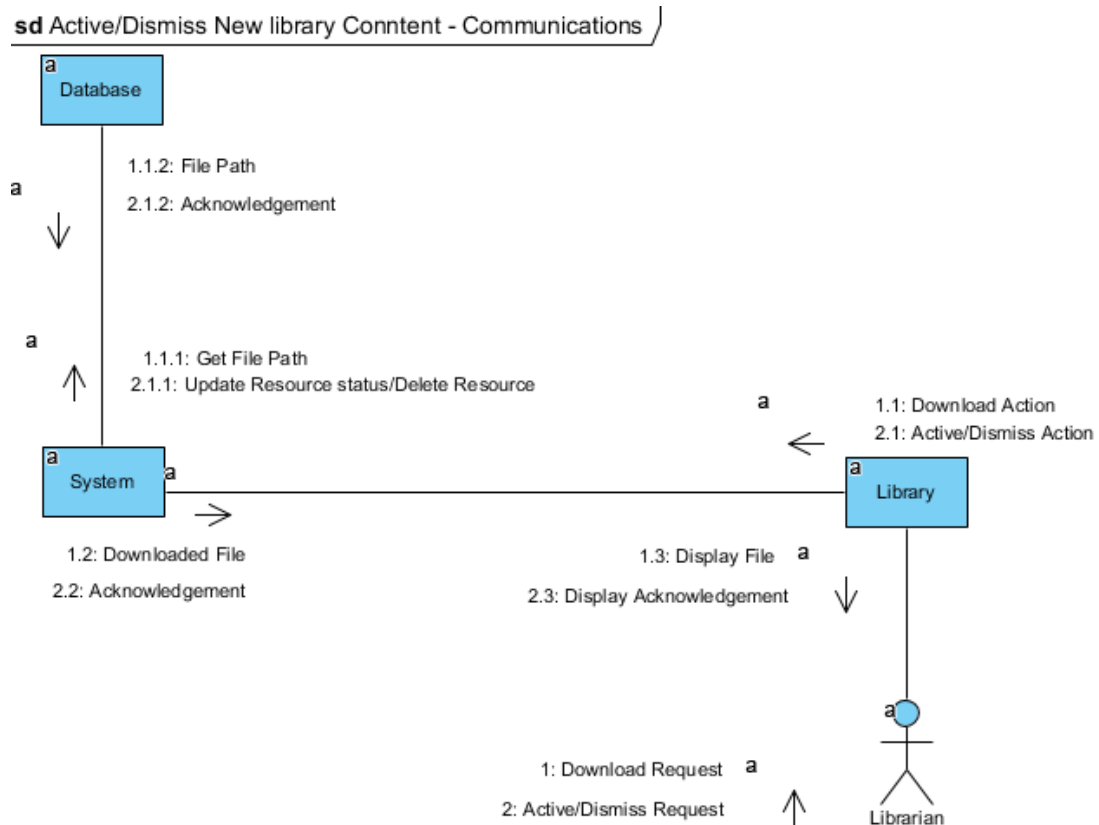 sd Active/Dismiss New library Conntent - Communications
a
Database
1.1.2: File Path
a
2.1.2: Acknowledgement
a
1.1.1: Get File Path
2.1.1: Update Resource status/Delete Resource
a
1.1: Download Action
2.1: Active/Dismiss Action
a
System
a
a
Library
1.2: Downloaded File
2.2: Acknowledgement
1.3: Display File
a
2.3: Display Acknowledgement
a
1: Download Request
a
2: Active/Dismiss Request
Librarian